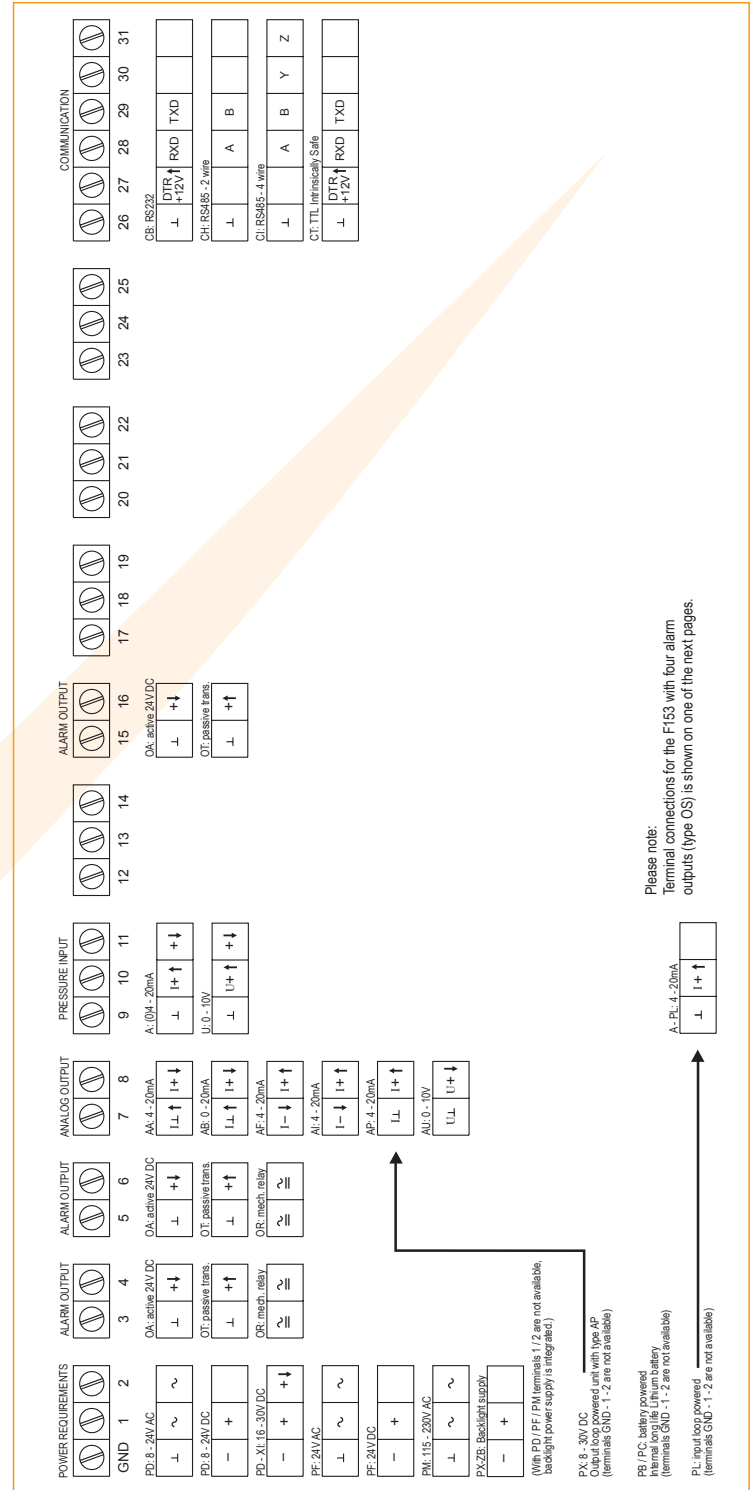 POWER REQUIREMENTS
GND 1 2
PD: 8 - 24V AC
⊥ ~ ~
PD: 8 - 24V DC
− +
PD - XI: 16 - 30V DC
− + +↓
PF: 24V AC
⊥ ~ ~
PF: 24V DC
− +
PM: 115 - 230V AC
⊥ ~ ~
PX-ZB: Backlight supply
− +
(With PD / PF / PM terminals 1 / 2 are not available,
backlight power supply is integrated.)
PX: 8 - 30V DC
Output loop powered unit with type AP
(terminals GND - 1 - 2 are not available)
PB / PC: battery powered
Internal long life Lithium battery
(terminals GND - 1 - 2 are not available)
PL: input loop powered
(terminals GND - 1 - 2 are not available)
ALARM OUTPUT
3 4
OA: active 24V DC
⊥ +↓
OT: passive trans.
⊥ +↑
OR: mech. relay
~ =
ALARM OUTPUT
5 6
OA: active 24V DC
⊥ +↓
OT: passive trans.
⊥ +↑
OR: mech. relay
~ =
ANALOG OUTPUT
7 8
AA: 4 - 20mA
I⊥↑ I+↓
AB: 0 - 20mA
I⊥↑ I+↓
AF: 4 - 20mA
I−↓ I+↑
AI: 4 - 20mA
I−↓ I+↑
AP: 4 - 20mA
I⊥ I+↑
AU: 0 - 10V
U⊥ U+↓
PRESSURE INPUT
9 10 11
A: (0)4 - 20mA
⊥ I+↑ +↓
U: 0 - 10V
⊥ U+↑ +↓
A - PL: 4 - 20mA
⊥ I+↑
12 13 14
ALARM OUTPUT
15 16
OA: active 24V DC
⊥ +↓
OT: passive trans.
⊥ +↑
Please note:
Terminal connections for the F153 with four alarm
outputs (type OS) is shown on one of the next pages.
17 18 19
20 21 22
23 24 25
COMMUNICATION
26 27 28 29 30 31
CB: RS232
⊥ DTR +12V↑ RXD TXD
CH: RS485 - 2 wire
⊥ A B
CI: RS485 - 4 wire
⊥ A B Y Z
CT: TTL Intrinsically Safe
⊥ DTR +12V↑ RXD TXD